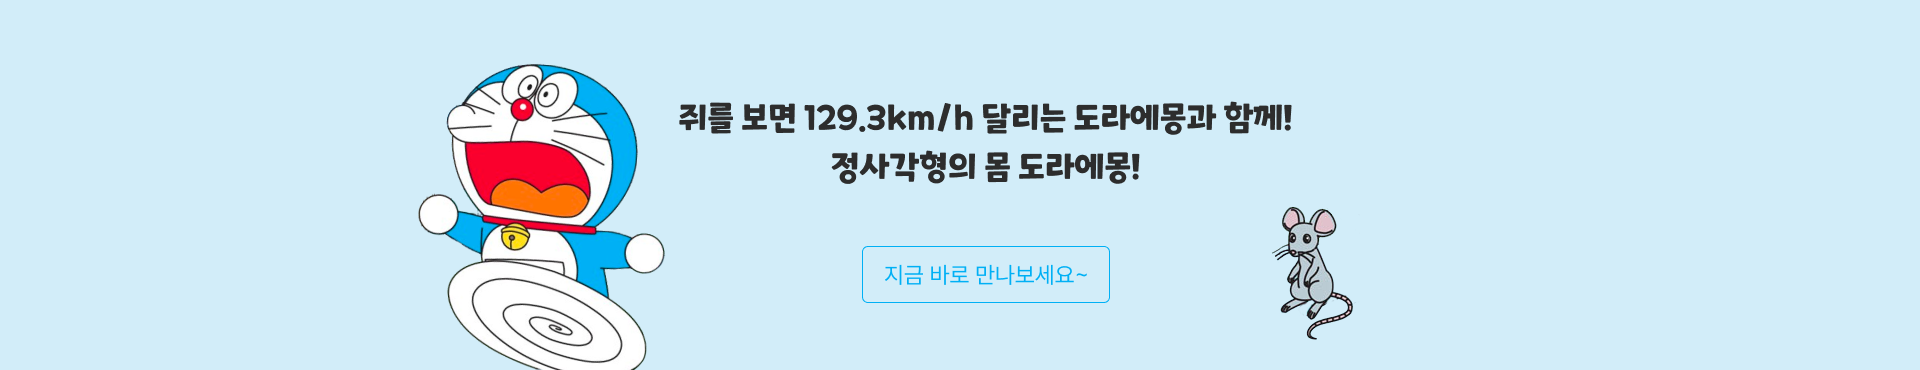 쥐를 보면 129.3km/h 달리는 도라에몽과 함께!
정사각형의 몸 도라에몽!
지금 바로 만나보세요~